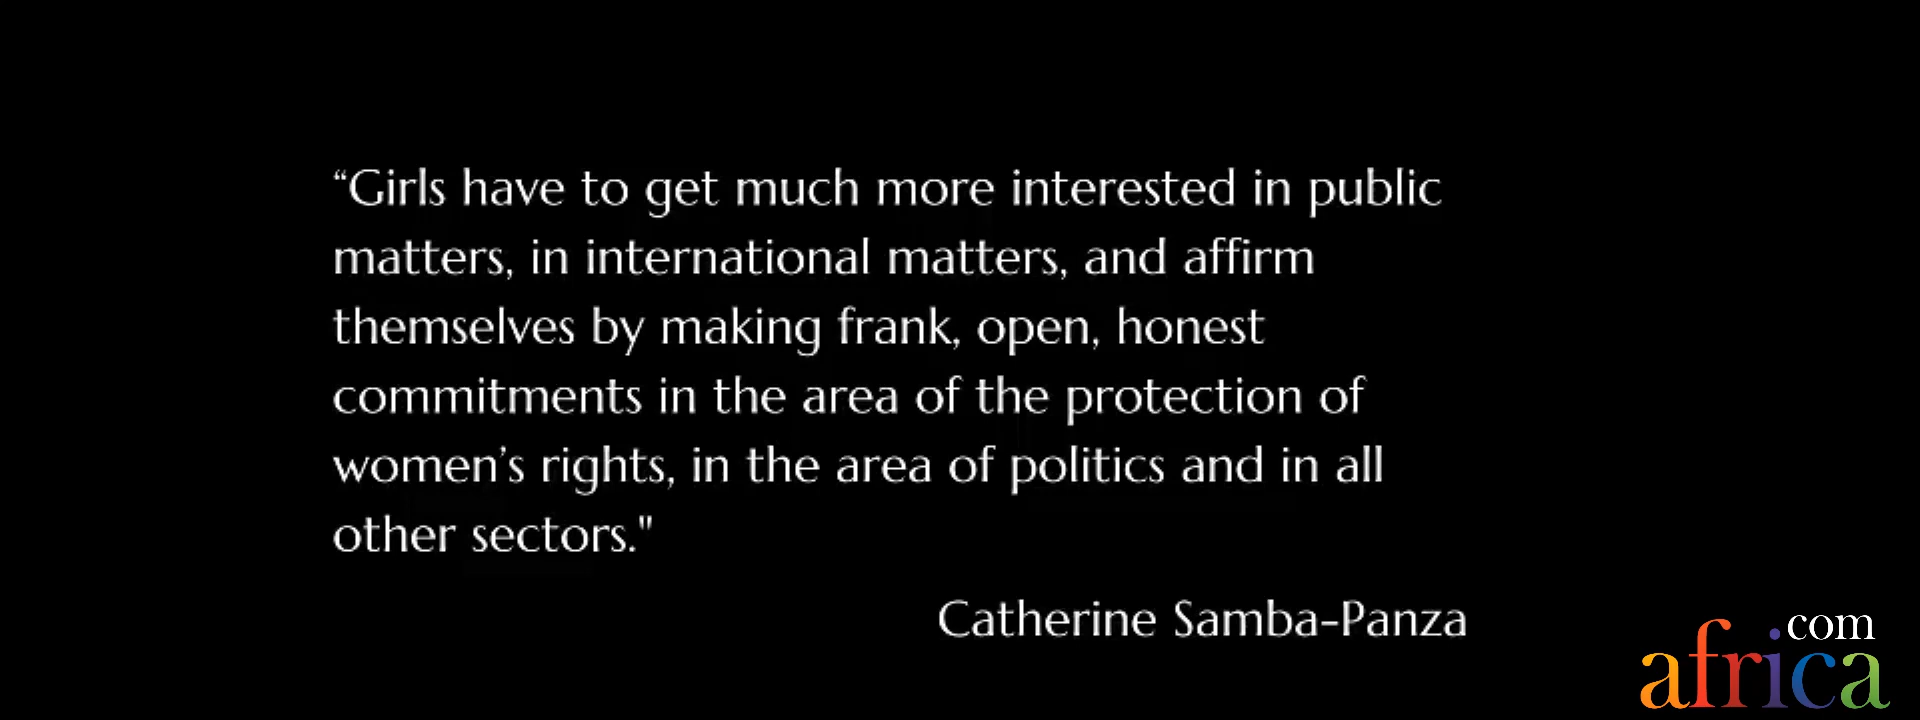 “Girls have to get much more interested in public
matters, in international matters, and affirm
themselves by making frank, open, honest
commitments in the area of the protection of
women’s rights, in the area of politics and in all
other sectors."
Catherine Samba-Panza
com
africa